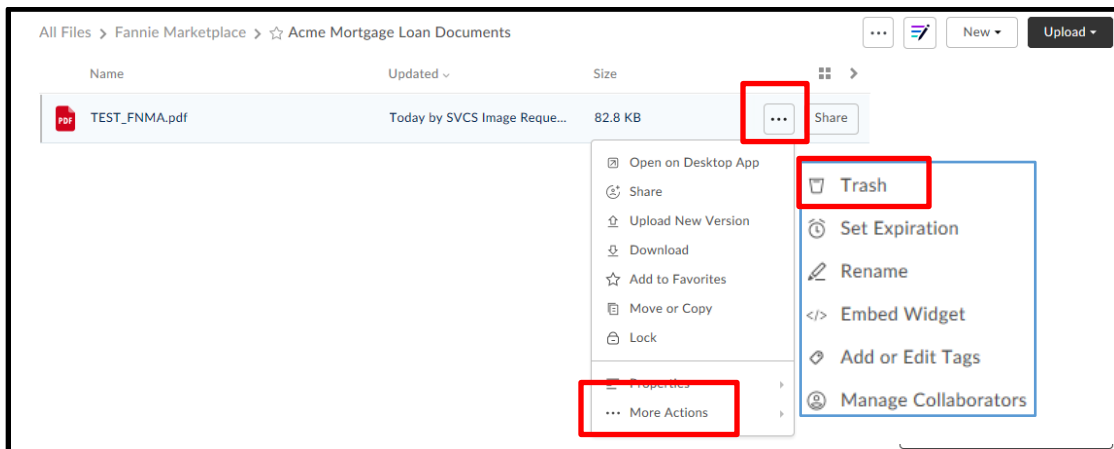 All Files > Fannie Marketplace > ☆ Acme Mortgage Loan Documents
... New Upload
Name Updated Size
PDF TEST_FNMA.pdf Today by SVCS Image Reque... 82.8 KB ... Share
Open on Desktop App
Share
Upload New Version
Download
Add to Favorites
Move or Copy
Lock
Properties
... More Actions
Trash
Set Expiration
Rename
</> Embed Widget
Add or Edit Tags
Manage Collaborators